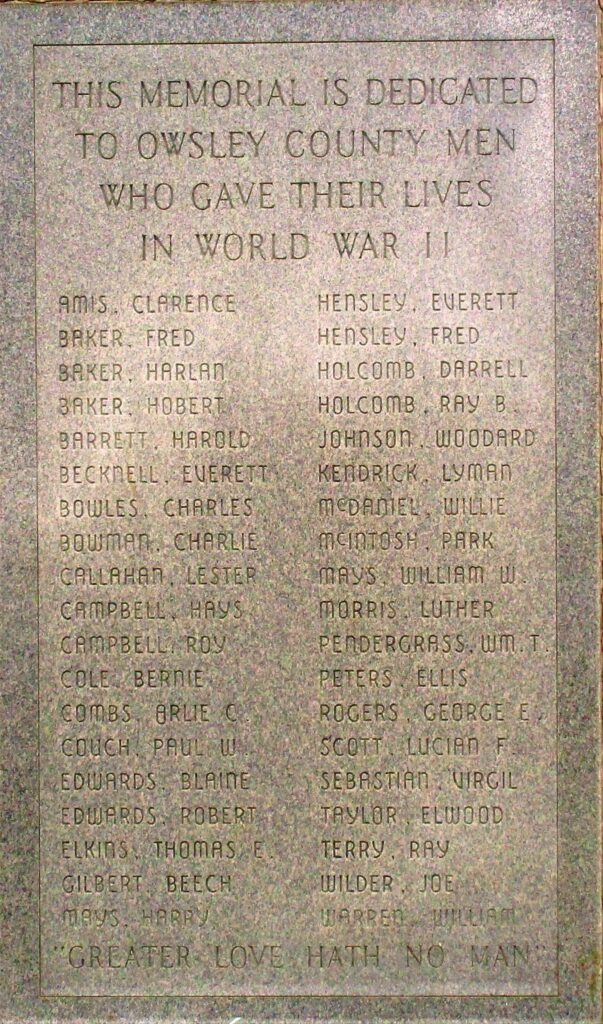 THIS MEMORIAL IS DEDICATED
TO OWSLEY COUNTY MEN
WHO GAVE THEIR LIVES
IN WORLD WAR II
AMIS, CLARENCE
BAKER, FRED
BAKER, HARLAN
BAKER, HOBERT
BARRETT, HAROLD
BECKNELL, EVERETT
BOWLES, CHARLES
BOWMAN, CHARLIE
CALLAHAN, LESTER
CAMPBELL, HAYS
CAMPBELL, ROY
COLE, BERNIE
COMBS, ARLIE C.
COUCH, PAUL W.
EDWARDS, BLAINE
EDWARDS, ROBERT
ELKINS, THOMAS E.
GILBERT, BEECH
MAYS, HARRY
HENSLEY, EVERETT
HENSLEY, FRED
HOLCOMB, DARRELL
HOLCOMB, RAY B.
JOHNSON, WOODARD
KENDRICK, LYMAN
McDANIEL, WILLIE
McINTOSH, PARK
MAYS, WILLIAM W.
MORRIS, LUTHER
PENDERGRASS, WM. T.
PETERS, ELLIS
ROGERS, GEORGE E.
SCOTT, LUCIAN F.
SEBASTIAN, VIRGIL
TAYLOR, ELWOOD
TERRY, RAY
WILDER, JOE
WARREN, WILLIAM
"GREATER LOVE HATH NO MAN"